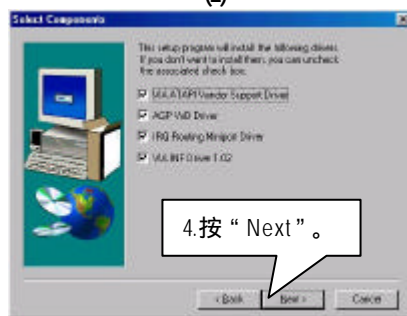 Select Components
This setup program will install the following drivers.
If you don't want to install them, you can uncheck
the associated check box.
VIA ATAPI Vendor Support Driver
AGP VxD Driver
IRQ Routing Miniport Driver
VIA INF Driver 1.02
4.按“Next”。
< Back
Next >
Cancel